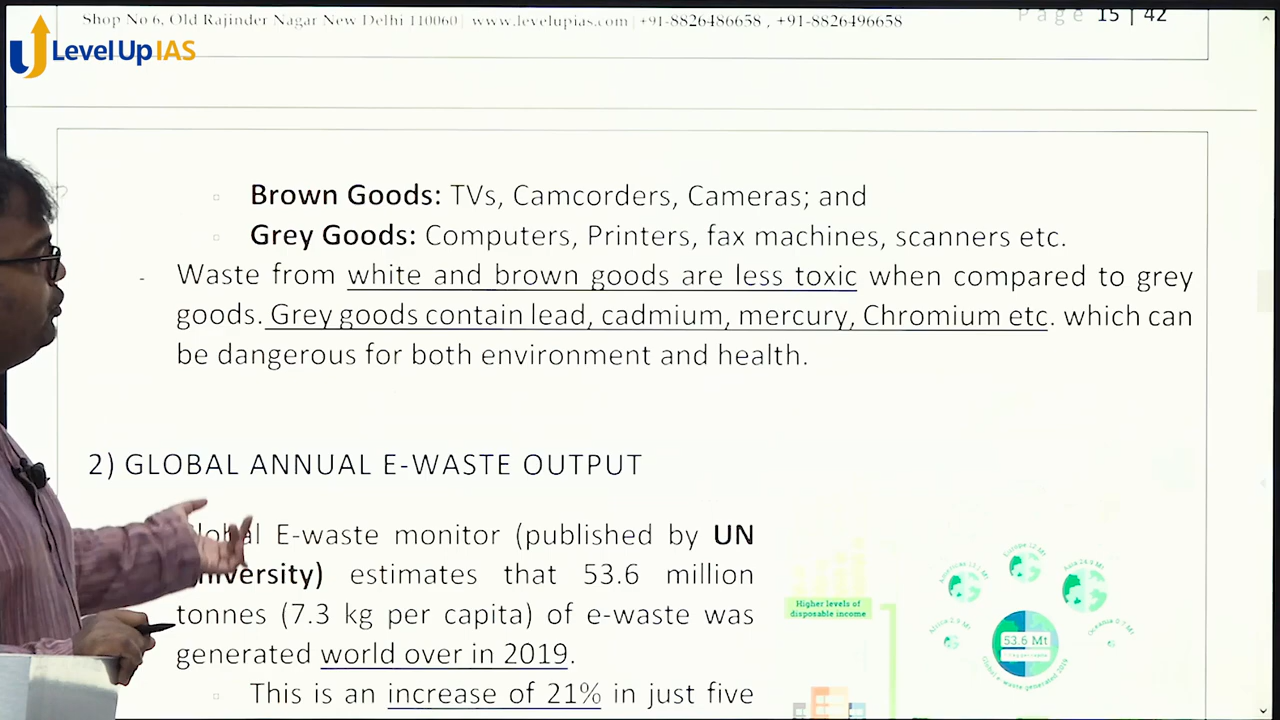 Shop No 6, Old Rajinder Nagar New Delhi 110060 | www.levelupias.com | +91-8826486658 , +91-8826496658
Page 15 | 42
Level Up IAS
Brown Goods: TVs, Camcorders, Cameras; and
Grey Goods: Computers, Printers, fax machines, scanners etc.
- Waste from white and brown goods are less toxic when compared to grey
goods. Grey goods contain lead, cadmium, mercury, Chromium etc. which can
be dangerous for both environment and health.
2) GLOBAL ANNUAL E-WASTE OUTPUT
E-waste monitor (published by UN
estimates that 53.6 million
tonnes (7.3 kg per capita) of e-waste was
generated world over in 2019.
This is an increase of 21% in just five
Higher levels of
disposable income
53.6 Mt